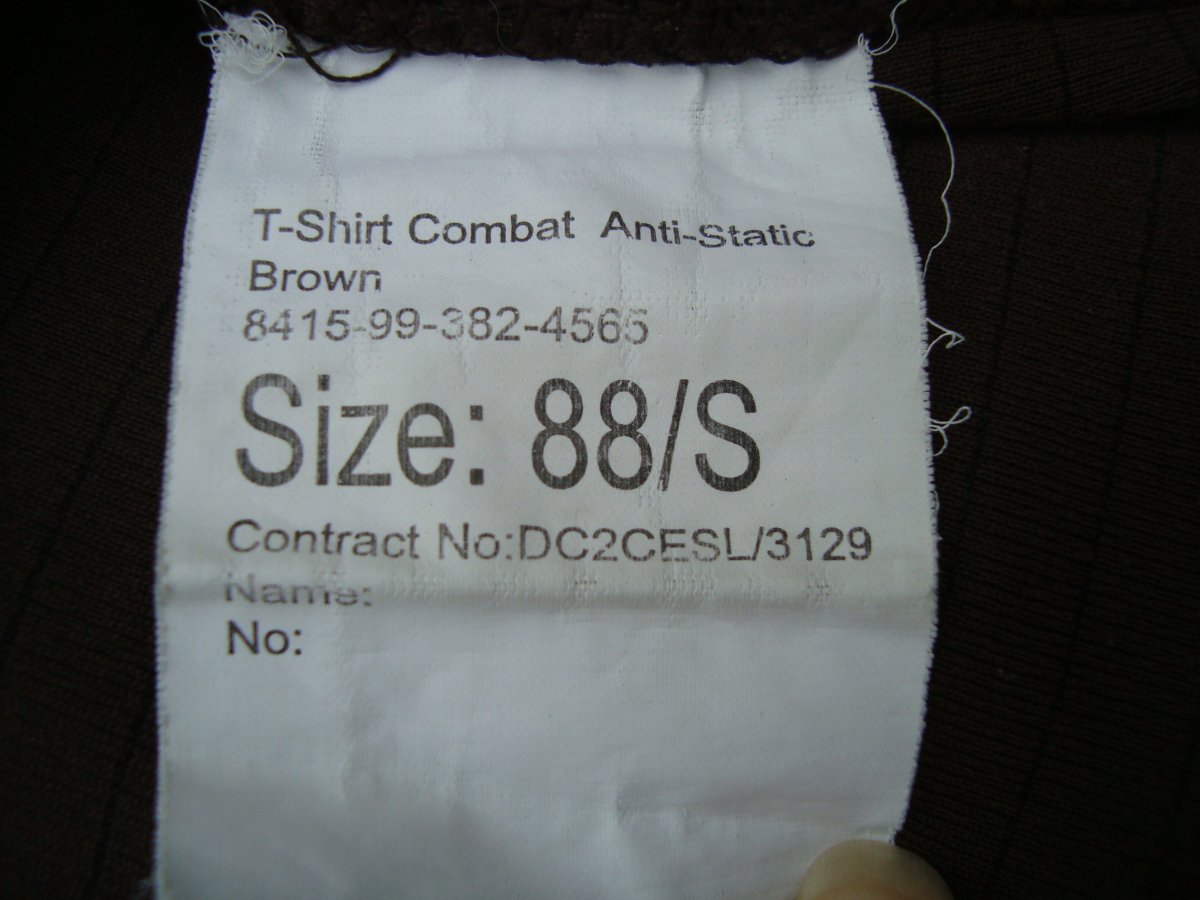 T-Shirt Combat Anti-Static
Brown
8415-99-382-4565
Size: 88/S
Contract No:DC2CESL/3129
Name:
No: